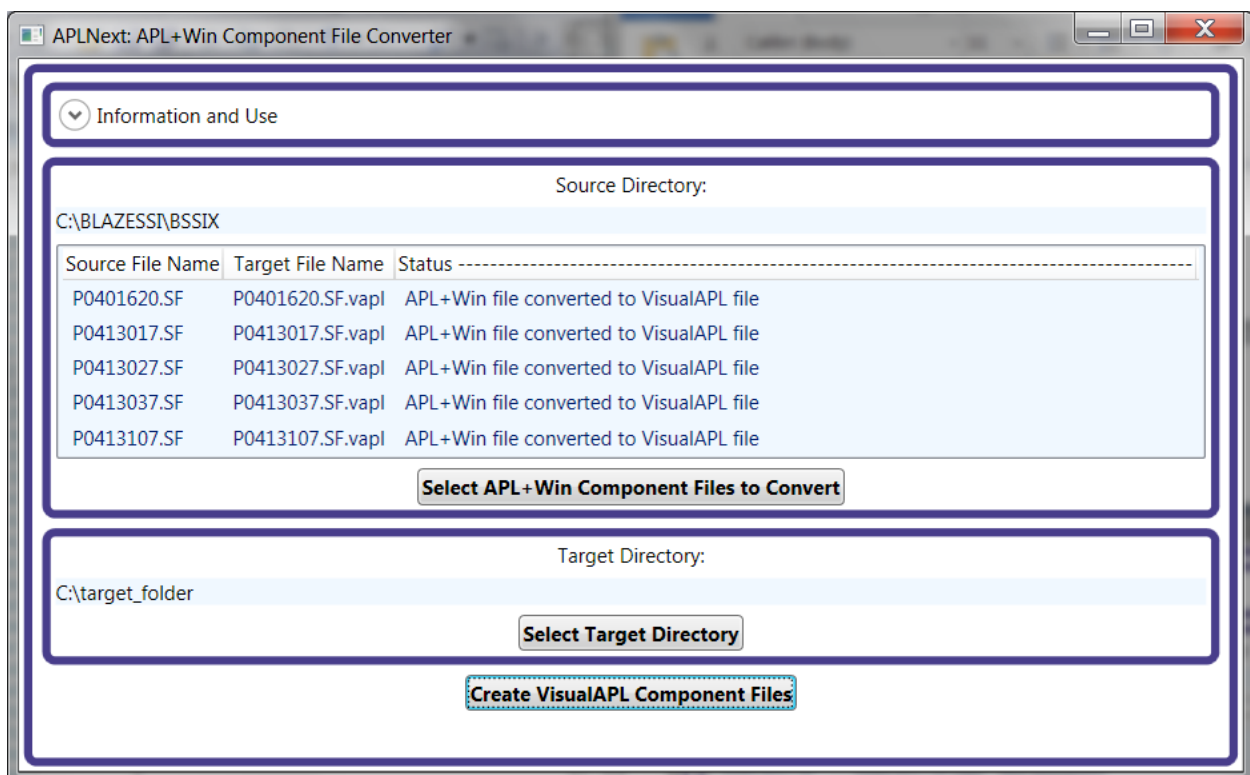 APLNext: APL+Win Component File Converter
Information and Use
Source Directory:
C:\BLAZESSI\BSSIX
Source File Name Target File Name Status --------------------------------------------------------------------------------------------
P0401620.SF P0401620.SF.vapl APL+Win file converted to VisualAPL file
P0413017.SF P0413017.SF.vapl APL+Win file converted to VisualAPL file
P0413027.SF P0413027.SF.vapl APL+Win file converted to VisualAPL file
P0413037.SF P0413037.SF.vapl APL+Win file converted to VisualAPL file
P0413107.SF P0413107.SF.vapl APL+Win file converted to VisualAPL file
Select APL+Win Component Files to Convert
Target Directory:
C:\target_folder
Select Target Directory
Create VisualAPL Component Files